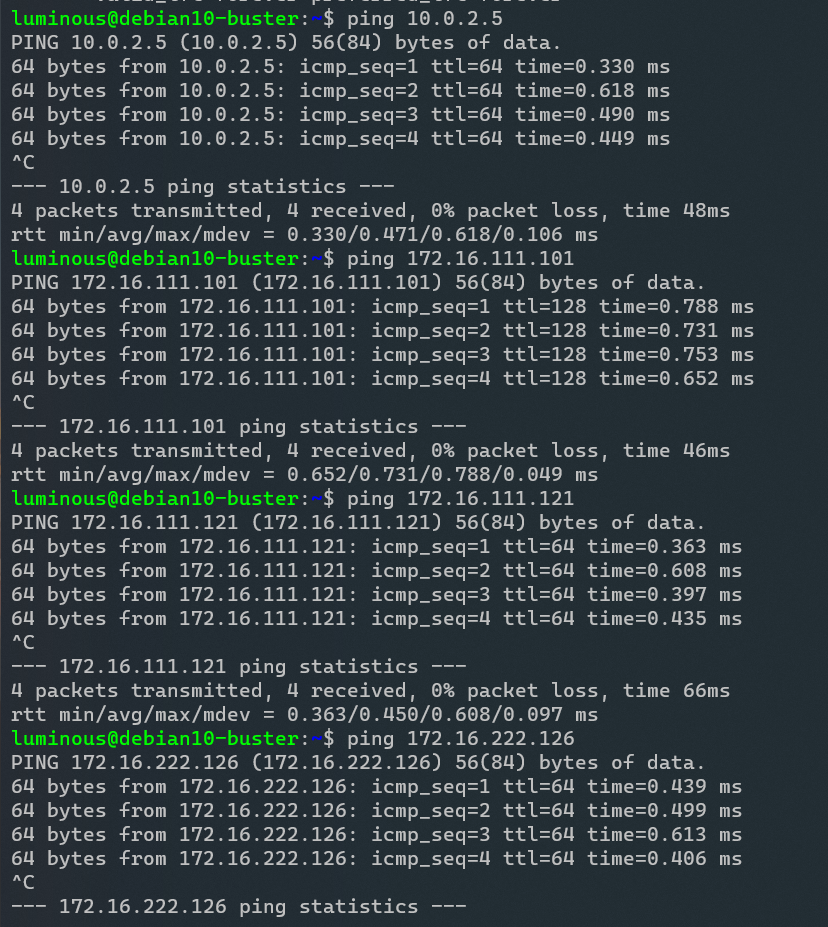 luminous@debian10-buster:~$ ping 10.0.2.5
PING 10.0.2.5 (10.0.2.5) 56(84) bytes of data.
64 bytes from 10.0.2.5: icmp_seq=1 ttl=64 time=0.330 ms
64 bytes from 10.0.2.5: icmp_seq=2 ttl=64 time=0.618 ms
64 bytes from 10.0.2.5: icmp_seq=3 ttl=64 time=0.490 ms
64 bytes from 10.0.2.5: icmp_seq=4 ttl=64 time=0.449 ms
^C
--- 10.0.2.5 ping statistics ---
4 packets transmitted, 4 received, 0% packet loss, time 48ms
rtt min/avg/max/mdev = 0.330/0.471/0.618/0.106 ms
luminous@debian10-buster:~$ ping 172.16.111.101
PING 172.16.111.101 (172.16.111.101) 56(84) bytes of data.
64 bytes from 172.16.111.101: icmp_seq=1 ttl=128 time=0.788 ms
64 bytes from 172.16.111.101: icmp_seq=2 ttl=128 time=0.731 ms
64 bytes from 172.16.111.101: icmp_seq=3 ttl=128 time=0.753 ms
64 bytes from 172.16.111.101: icmp_seq=4 ttl=128 time=0.652 ms
^C
--- 172.16.111.101 ping statistics ---
4 packets transmitted, 4 received, 0% packet loss, time 46ms
rtt min/avg/max/mdev = 0.652/0.731/0.788/0.049 ms
luminous@debian10-buster:~$ ping 172.16.111.121
PING 172.16.111.121 (172.16.111.121) 56(84) bytes of data.
64 bytes from 172.16.111.121: icmp_seq=1 ttl=64 time=0.363 ms
64 bytes from 172.16.111.121: icmp_seq=2 ttl=64 time=0.608 ms
64 bytes from 172.16.111.121: icmp_seq=3 ttl=64 time=0.397 ms
64 bytes from 172.16.111.121: icmp_seq=4 ttl=64 time=0.435 ms
^C
--- 172.16.111.121 ping statistics ---
4 packets transmitted, 4 received, 0% packet loss, time 66ms
rtt min/avg/max/mdev = 0.363/0.450/0.608/0.097 ms
luminous@debian10-buster:~$ ping 172.16.222.126
PING 172.16.222.126 (172.16.222.126) 56(84) bytes of data.
64 bytes from 172.16.222.126: icmp_seq=1 ttl=64 time=0.439 ms
64 bytes from 172.16.222.126: icmp_seq=2 ttl=64 time=0.499 ms
64 bytes from 172.16.222.126: icmp_seq=3 ttl=64 time=0.613 ms
64 bytes from 172.16.222.126: icmp_seq=4 ttl=64 time=0.406 ms
^C
--- 172.16.222.126 ping statistics ---